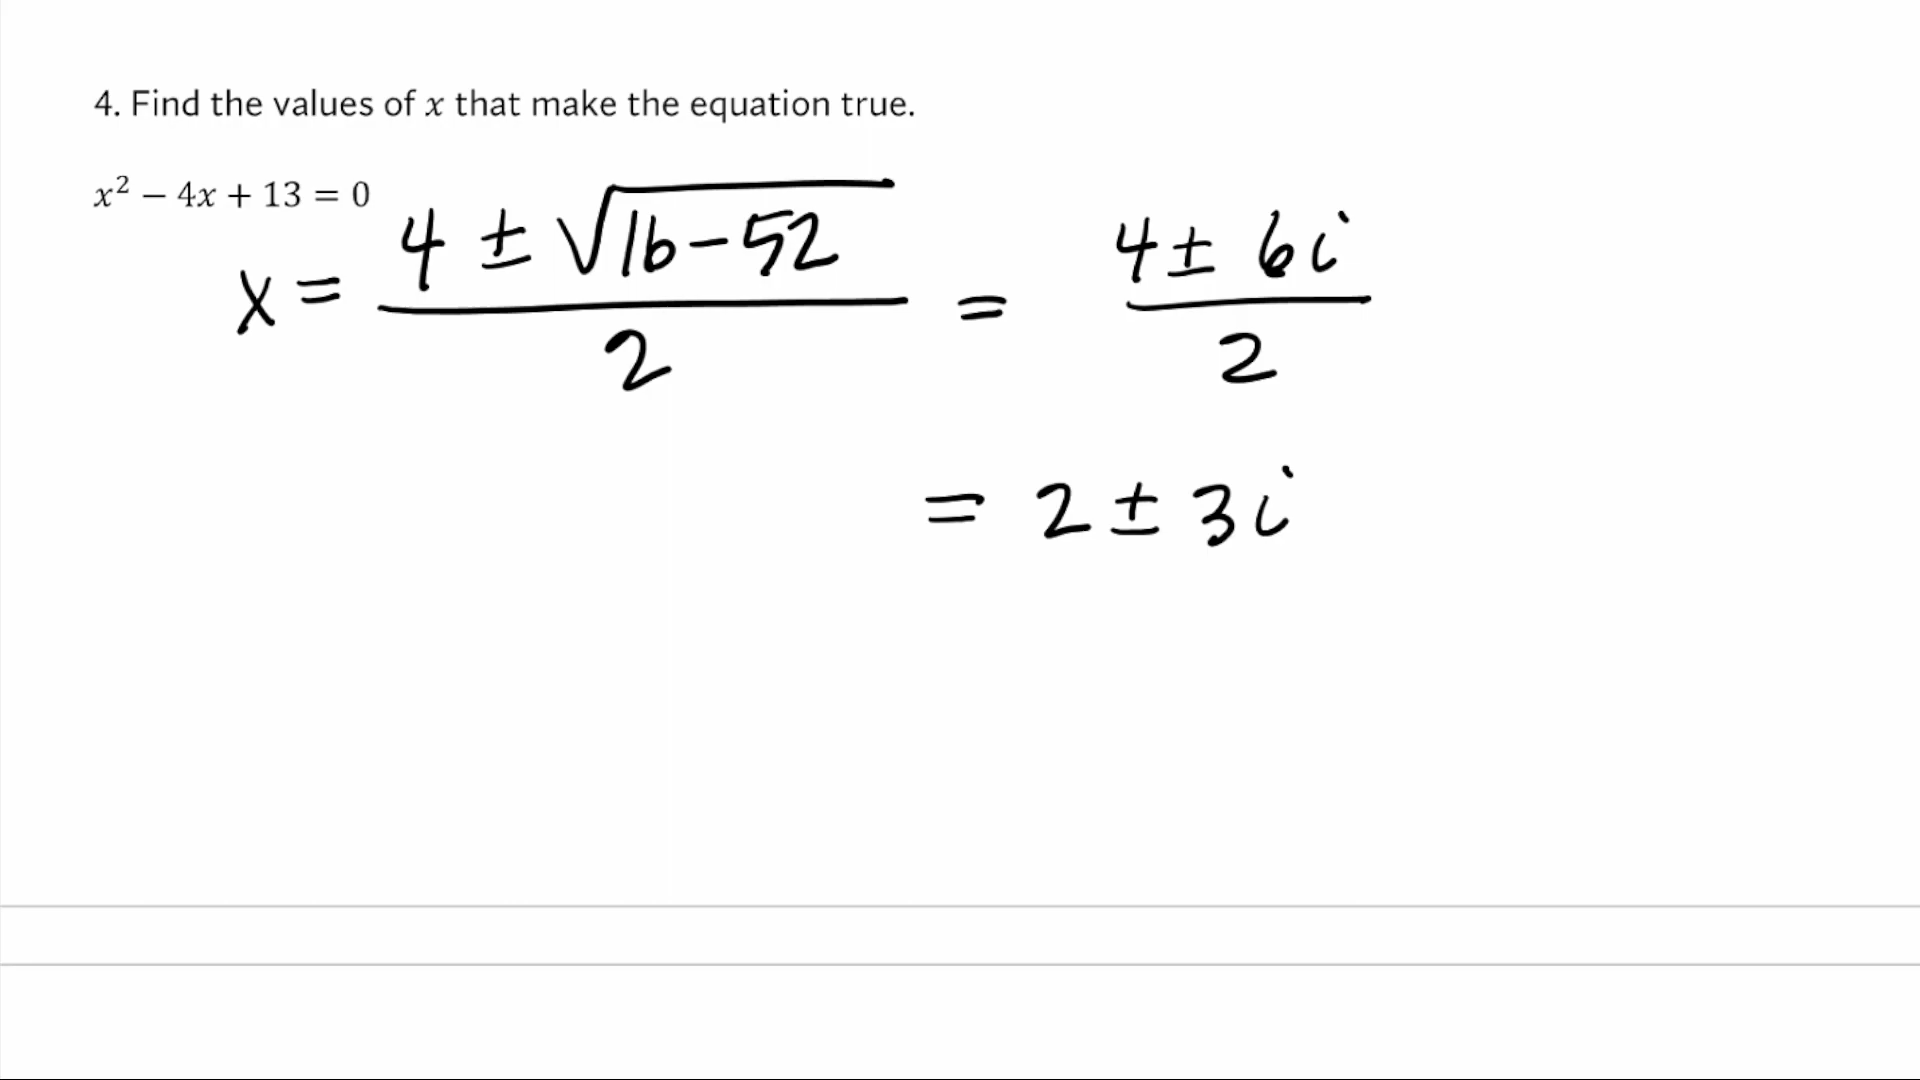 4. Find the values of x that make the equation true.
x² − 4x + 13 = 0
x = (4 ± √(16 − 52))/2 = (4 ± 6i)/2
= 2 ± 3i